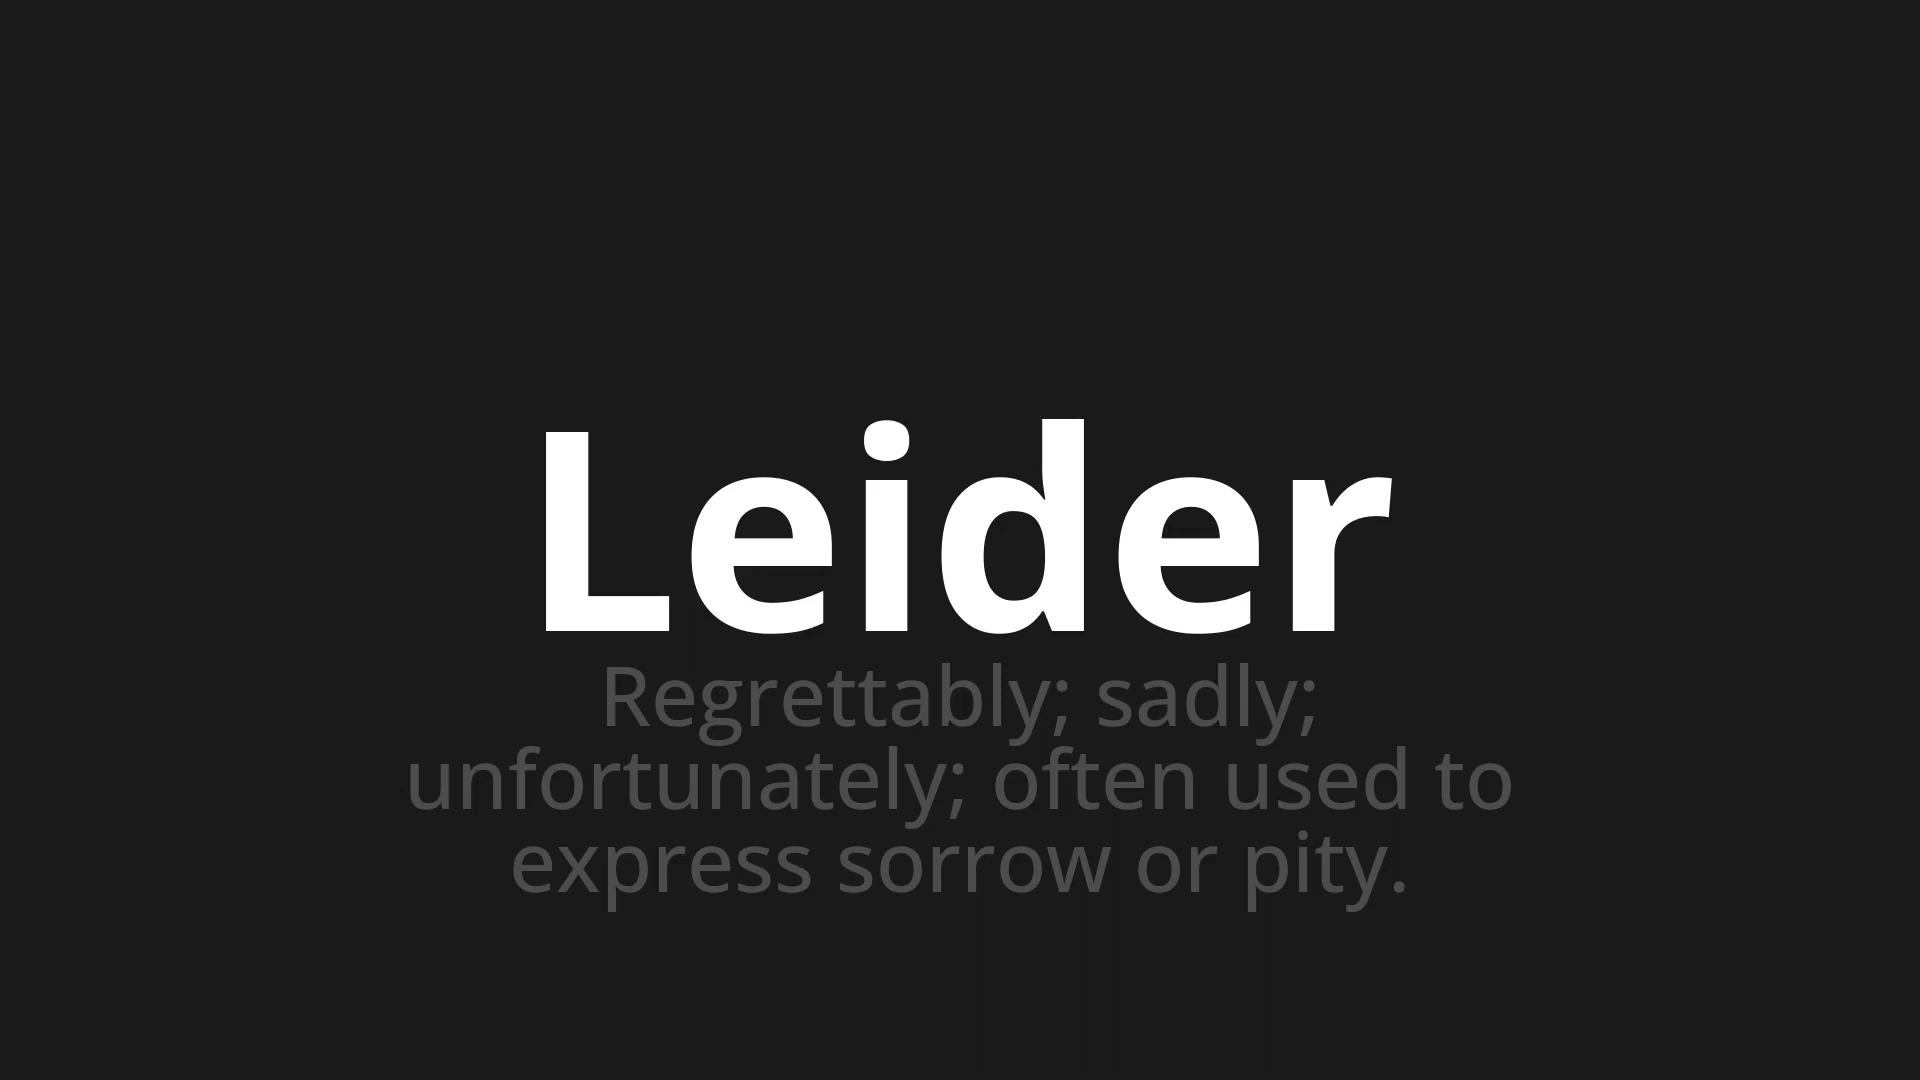 Leider
Regrettably; sadly;
unfortunately; often used to
express sorrow or pity.